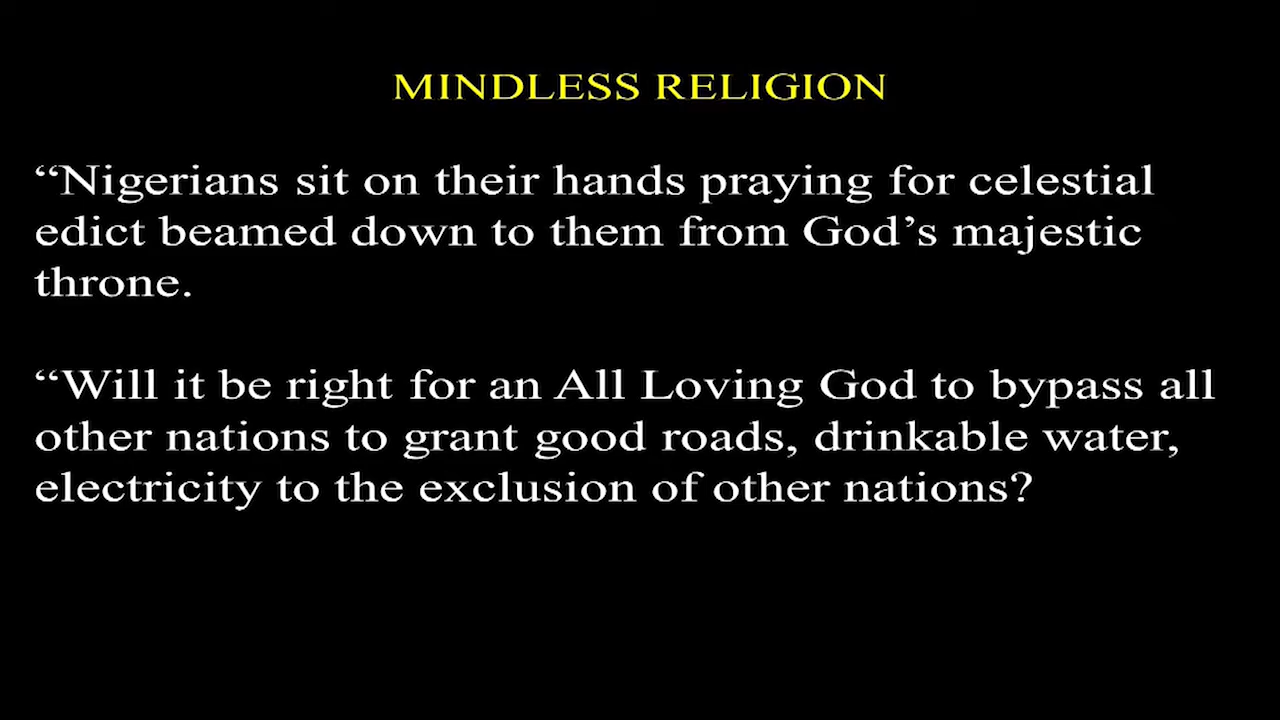 MINDLESS RELIGION
“Nigerians sit on their hands praying for celestial
edict beamed down to them from God’s majestic
throne.
“Will it be right for an All Loving God to bypass all
other nations to grant good roads, drinkable water,
electricity to the exclusion of other nations?